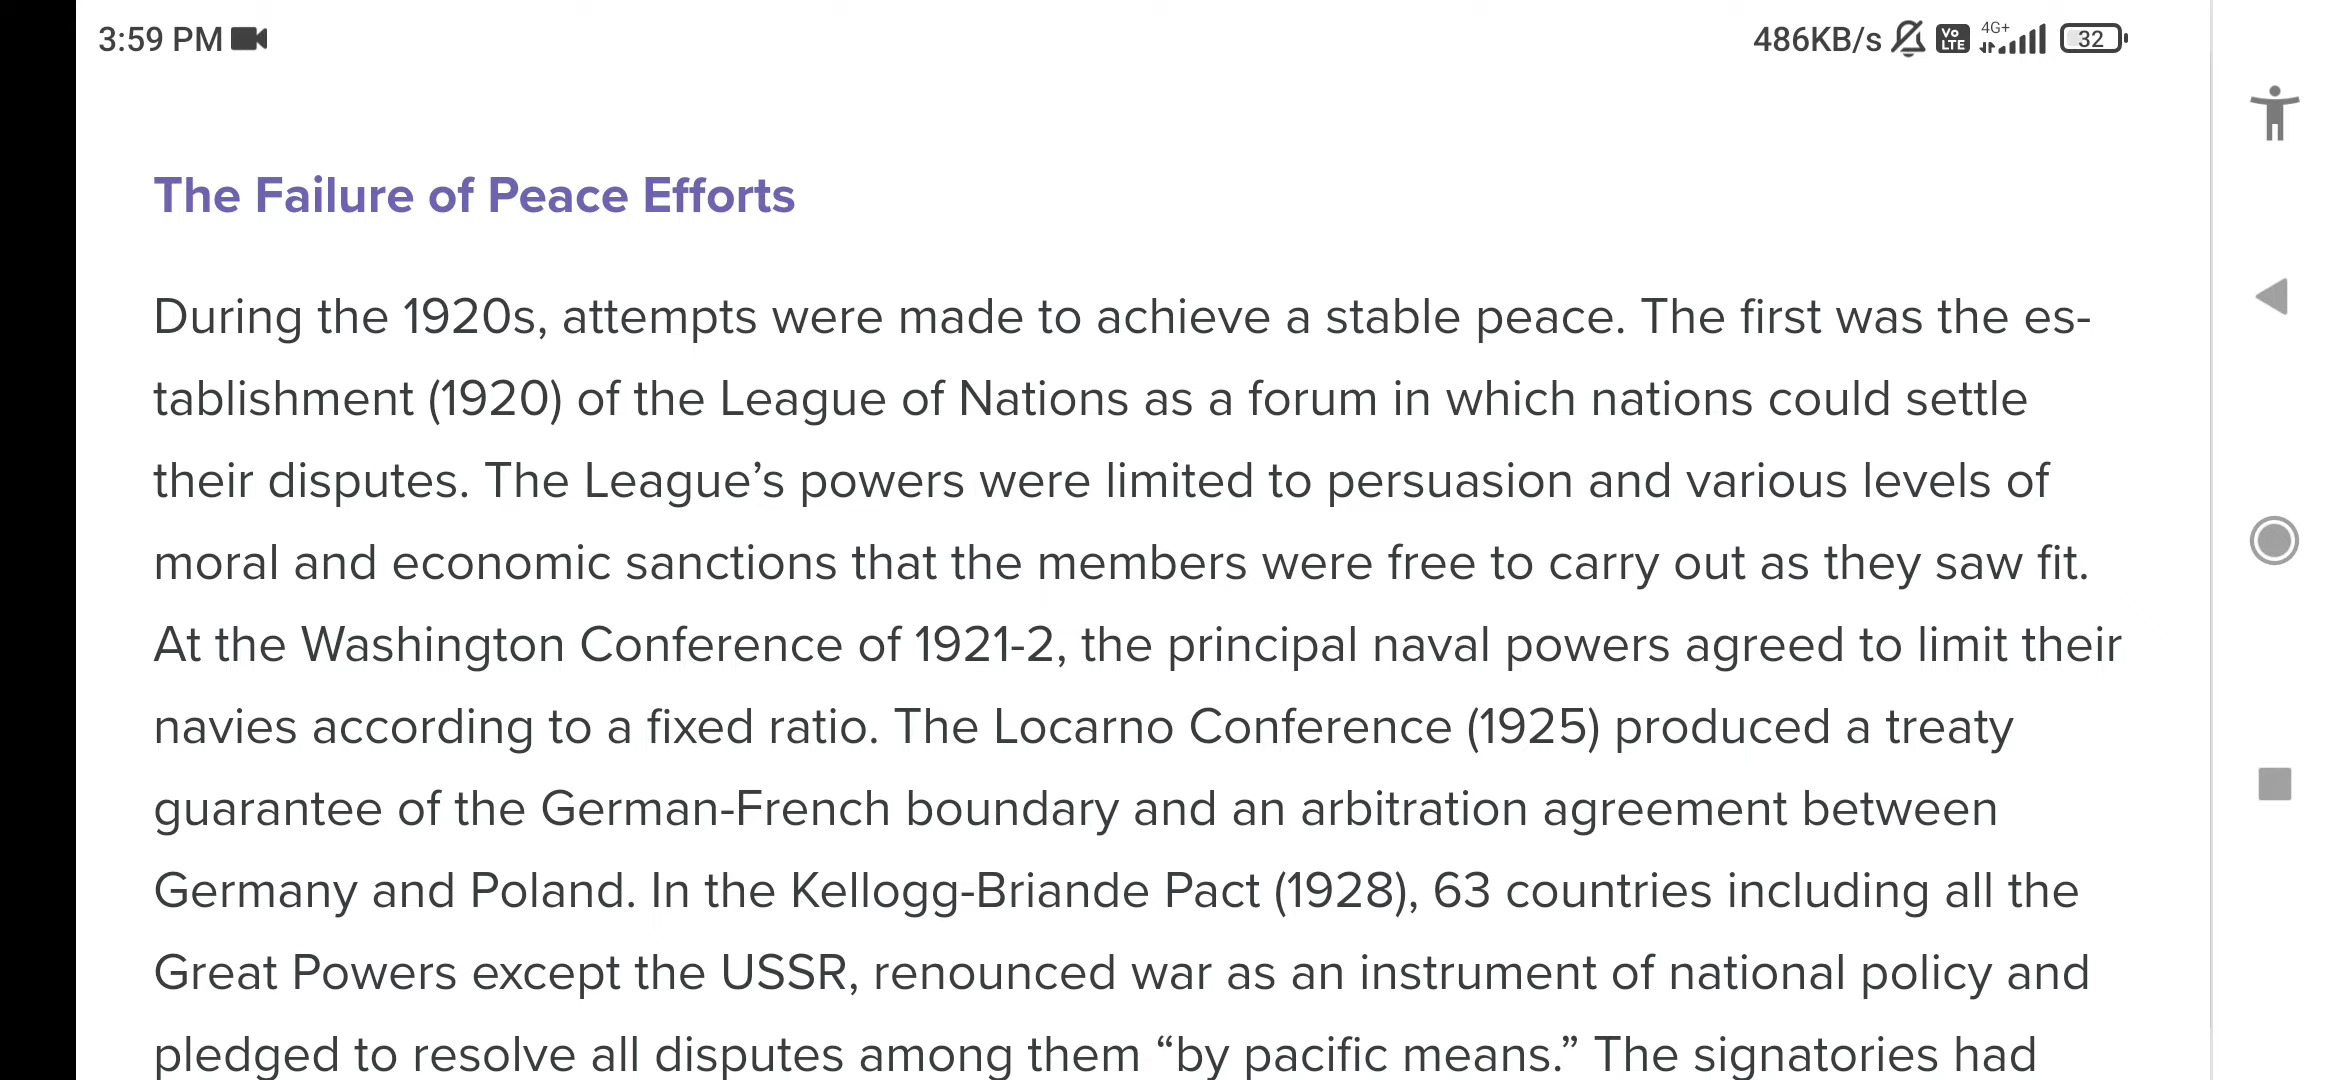 3:59 PM
486KB/s Vo LTE 4G+ 32
The Failure of Peace Efforts
During the 1920s, attempts were made to achieve a stable peace. The first was the es-
tablishment (1920) of the League of Nations as a forum in which nations could settle
their disputes. The League’s powers were limited to persuasion and various levels of
moral and economic sanctions that the members were free to carry out as they saw fit.
At the Washington Conference of 1921-2, the principal naval powers agreed to limit their
navies according to a fixed ratio. The Locarno Conference (1925) produced a treaty
guarantee of the German-French boundary and an arbitration agreement between
Germany and Poland. In the Kellogg-Briande Pact (1928), 63 countries including all the
Great Powers except the USSR, renounced war as an instrument of national policy and
pledged to resolve all disputes among them “by pacific means.” The signatories had